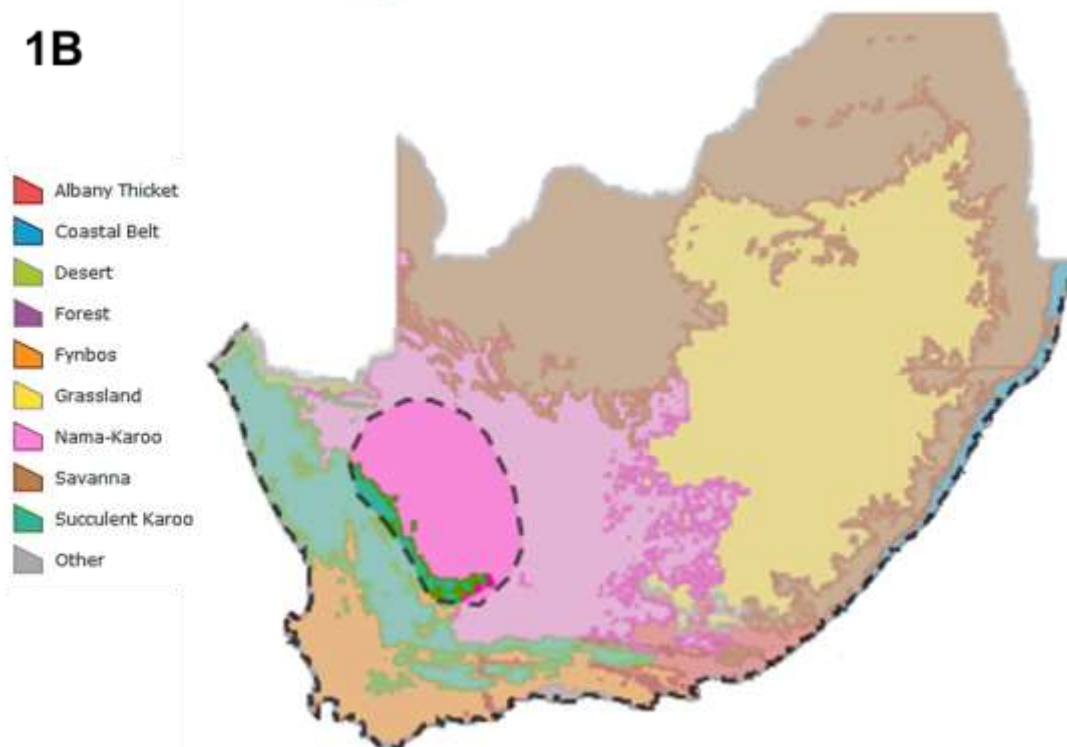 1B
Albany Thicket
Coastal Belt
Desert
Forest
Fynbos
Grassland
Nama-Karoo
Savanna
Succulent Karoo
Other